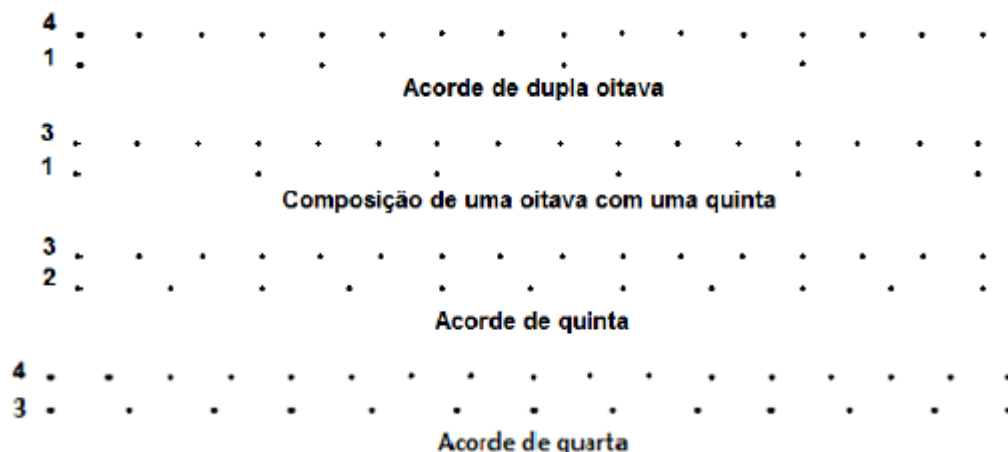 4
1
Acorde de dupla oitava
3
1
Composição de uma oitava com uma quinta
3
2
Acorde de quinta
4
3
Acorde de quarta